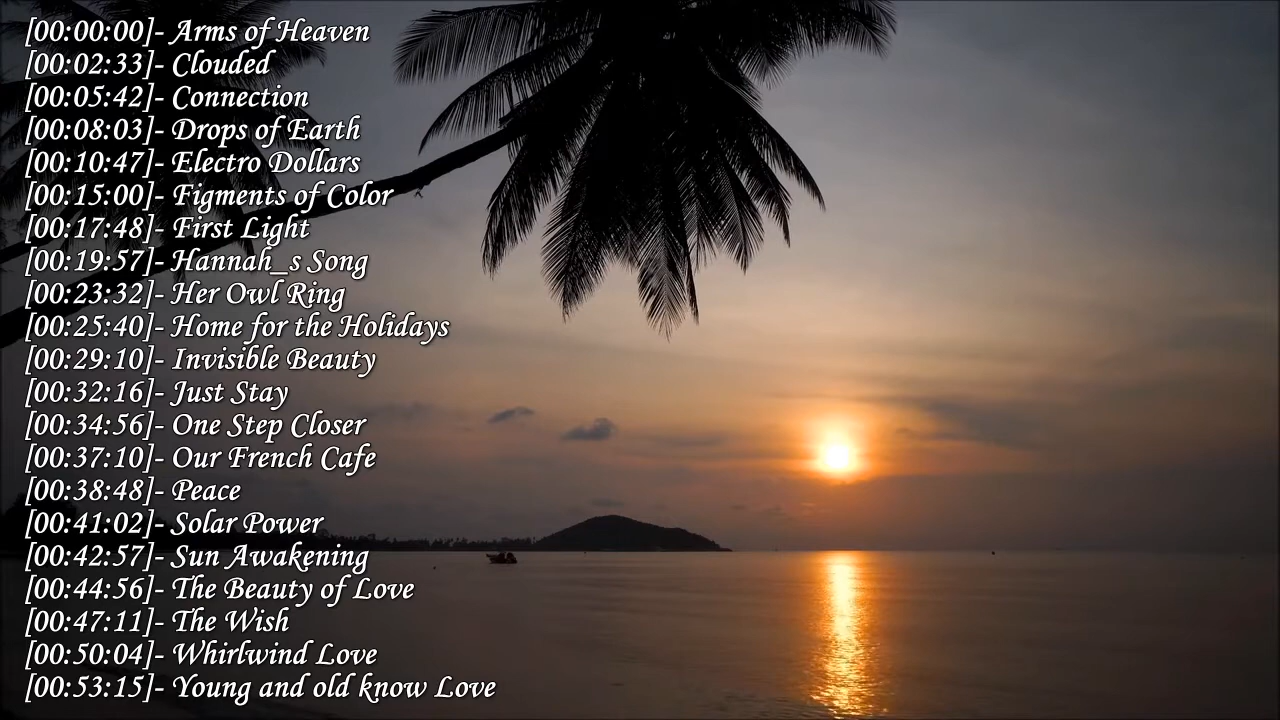 [00:00:00]- Arms of Heaven
[00:02:33]- Clouded
[00:05:42]- Connection
[00:08:03]- Drops of Earth
[00:10:47]- Electro Dollars
[00:15:00]- Figments of Color
[00:17:48]- First Light
[00:19:57]- Hannah_s Song
[00:23:32]- Her Owl Ring
[00:25:40]- Home for the Holidays
[00:29:10]- Invisible Beauty
[00:32:16]- Just Stay
[00:34:56]- One Step Closer
[00:37:10]- Our French Cafe
[00:38:48]- Peace
[00:41:02]- Solar Power
[00:42:57]- Sun Awakening
[00:44:56]- The Beauty of Love
[00:47:11]- The Wish
[00:50:04]- Whirlwind Love
[00:53:15]- Young and old know Love